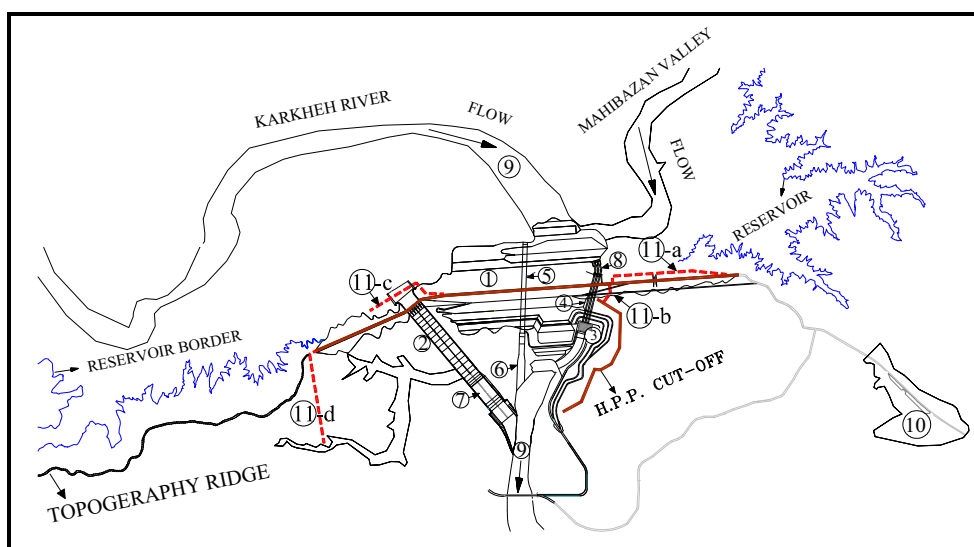 MAHIBAZAN VALLEY
KARKHEH RIVER
FLOW
9
FLOW
RESERVOIR
11-a
8
11-c
1
5
4
11-b
3
2
RESERVOIR BORDER
6
7
H.P.P. CUT-OFF
11-d
10
9
TOPOGERAPHY RIDGE